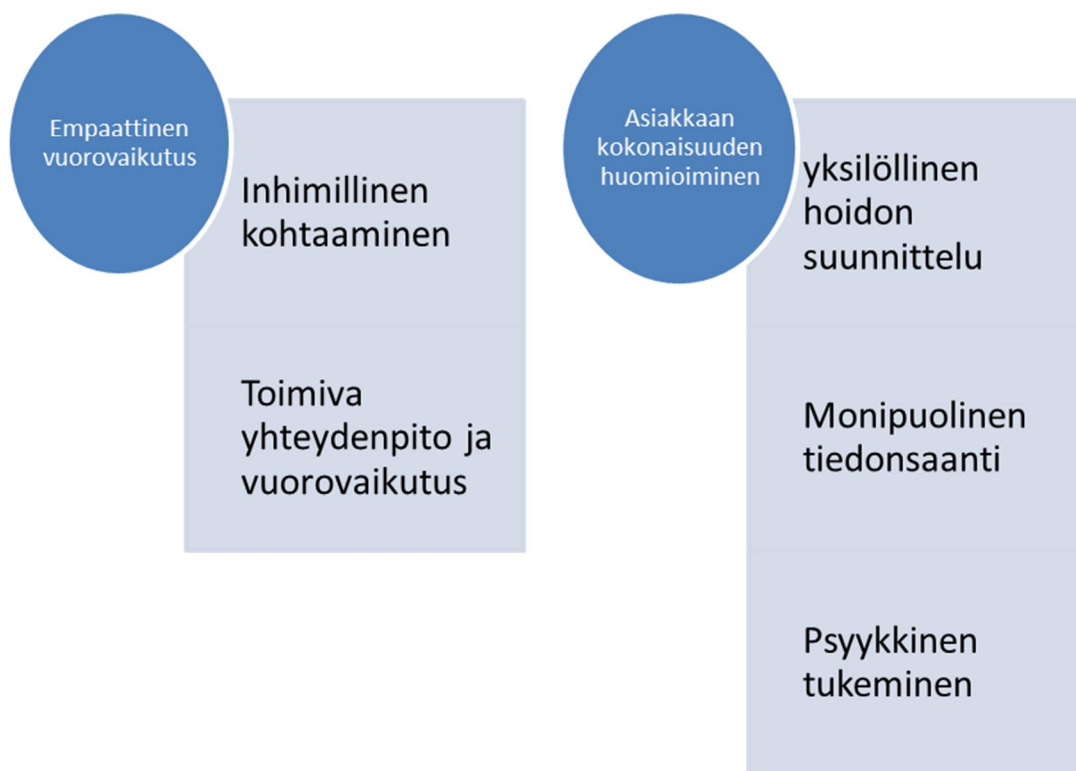 Empaattinen
vuorovaikutus
Inhimillinen
kohtaaminen
Toimiva
yhteydenpito ja
vuorovaikutus
Asiakkaan
kokonaisuuden
huomioiminen
yksilöllinen
hoidon
suunnittelu
Monipuolinen
tiedonsaanti
Psyykkinen
tukeminen